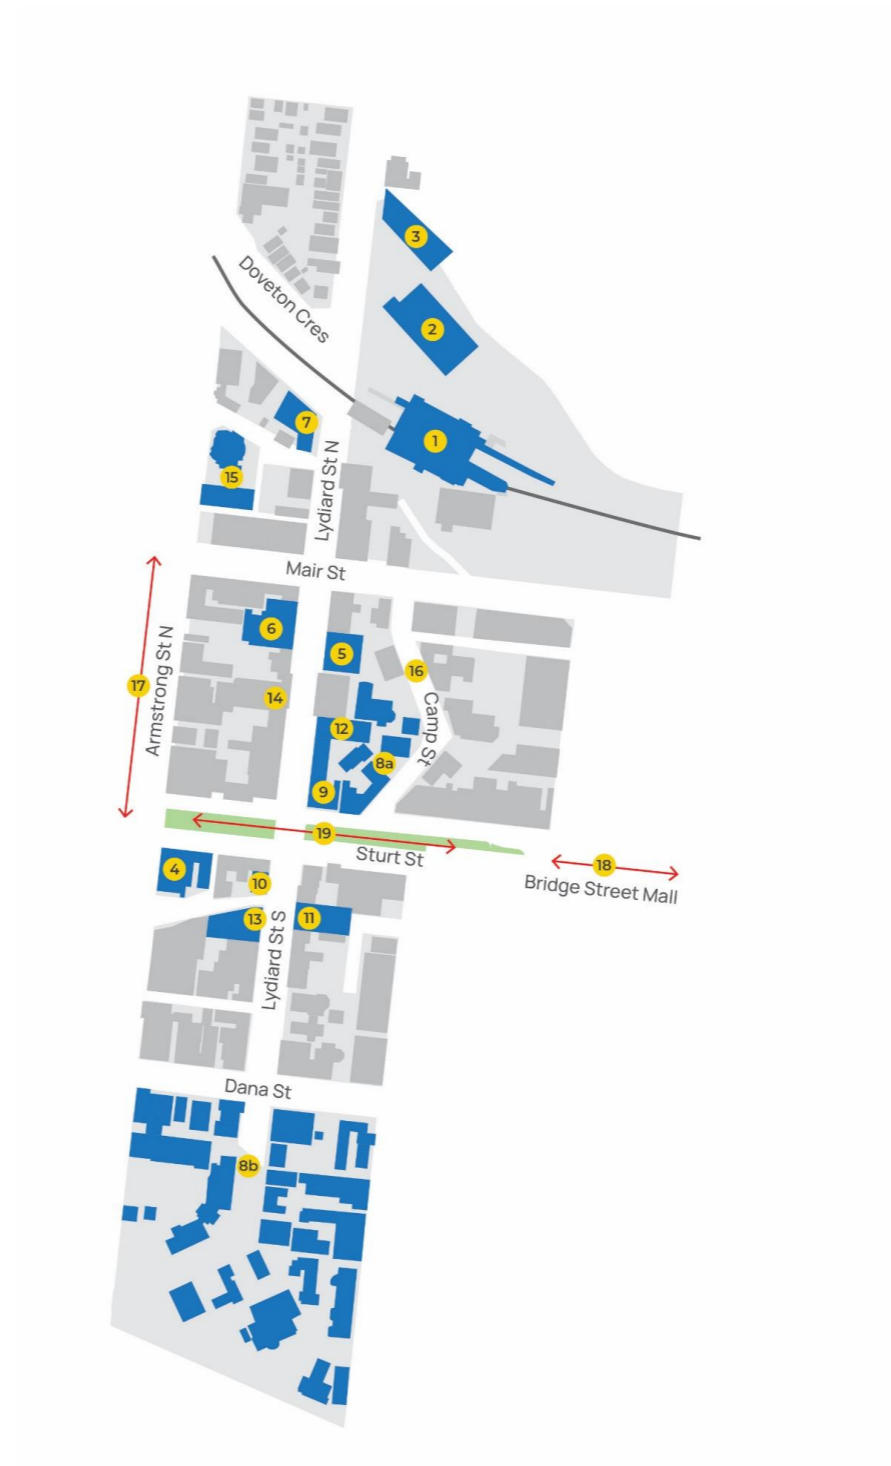 3
Doveton Cres
2
7
1
Lydiard St N
15
Mair St
6
5
16
17
Armstrong St N
14
Camp St
12
8a
9
19
Sturt St
18
Bridge Street Mall
4
10
13
11
Lydiard St S
Dana St
8b